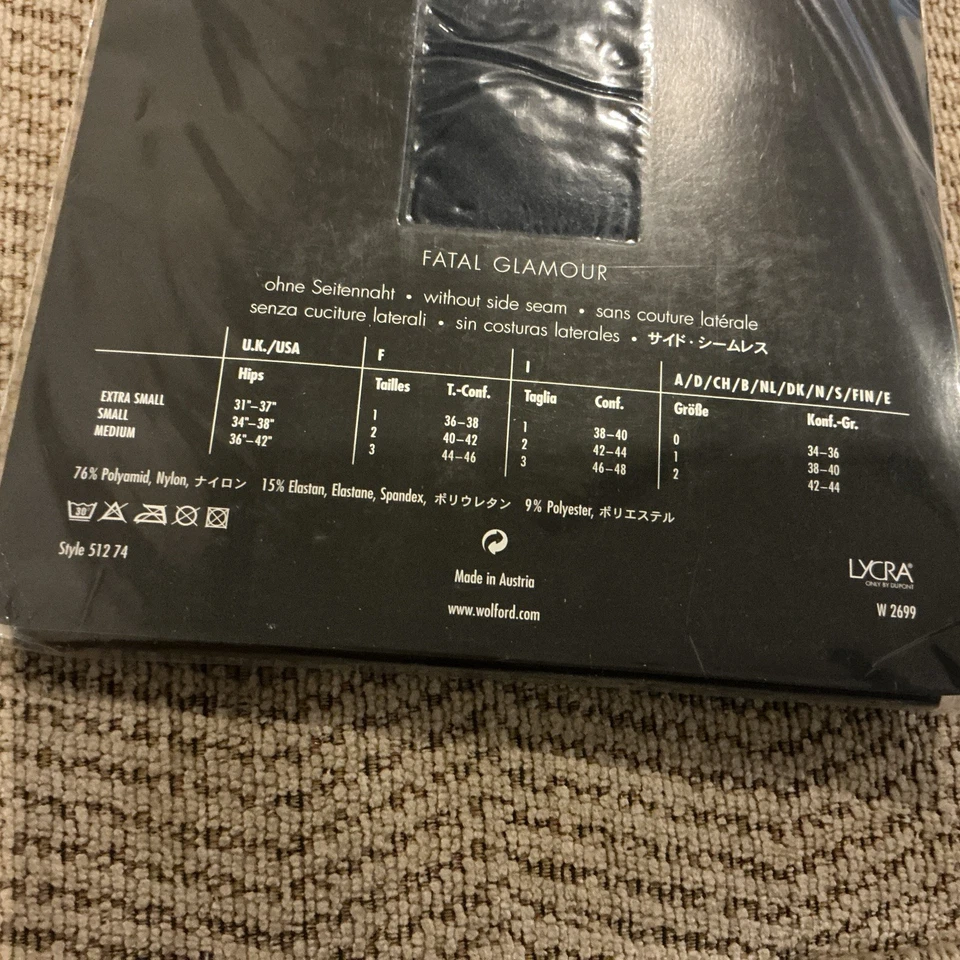 FATAL GLAMOUR
ohne Seitennaht • without side seam • sans couture latérale
senza cuciture laterali • sin costuras laterales • サイド・シームレス
U.K./USA F I A/D/CH/B/NL/DK/N/S/FIN/E
Hips Tailles T.-Conf. Taglia Conf. Größe Konf.-Gr.
EXTRA SMALL 31"–37" 1 36–38 1 38–40 0 34–36
SMALL 34"–38" 2 40–42 2 42–44 1 38–40
MEDIUM 36"–42" 3 44–46 3 46–48 2 42–44
76% Polyamid, Nylon, ナイロン 15% Elastan, Elastane, Spandex, ポリウレタン 9% Polyester, ポリエステル
30°
Style 512 74
Made in Austria
www.wolford.com
LYCRA®
ONLY BY DUPONT
W 2699